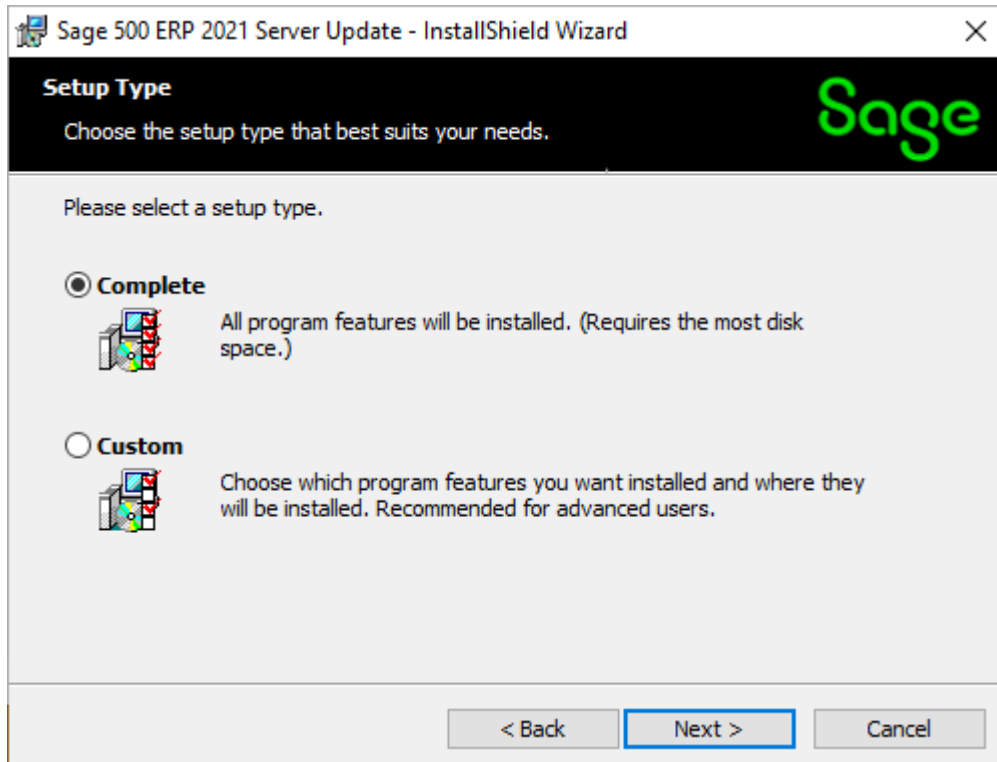 Sage 500 ERP 2021 Server Update - InstallShield Wizard
Setup Type
Choose the setup type that best suits your needs.
Sage
Please select a setup type.
Complete
All program features will be installed. (Requires the most disk
space.)
Custom
Choose which program features you want installed and where they
will be installed. Recommended for advanced users.
< Back
Next >
Cancel